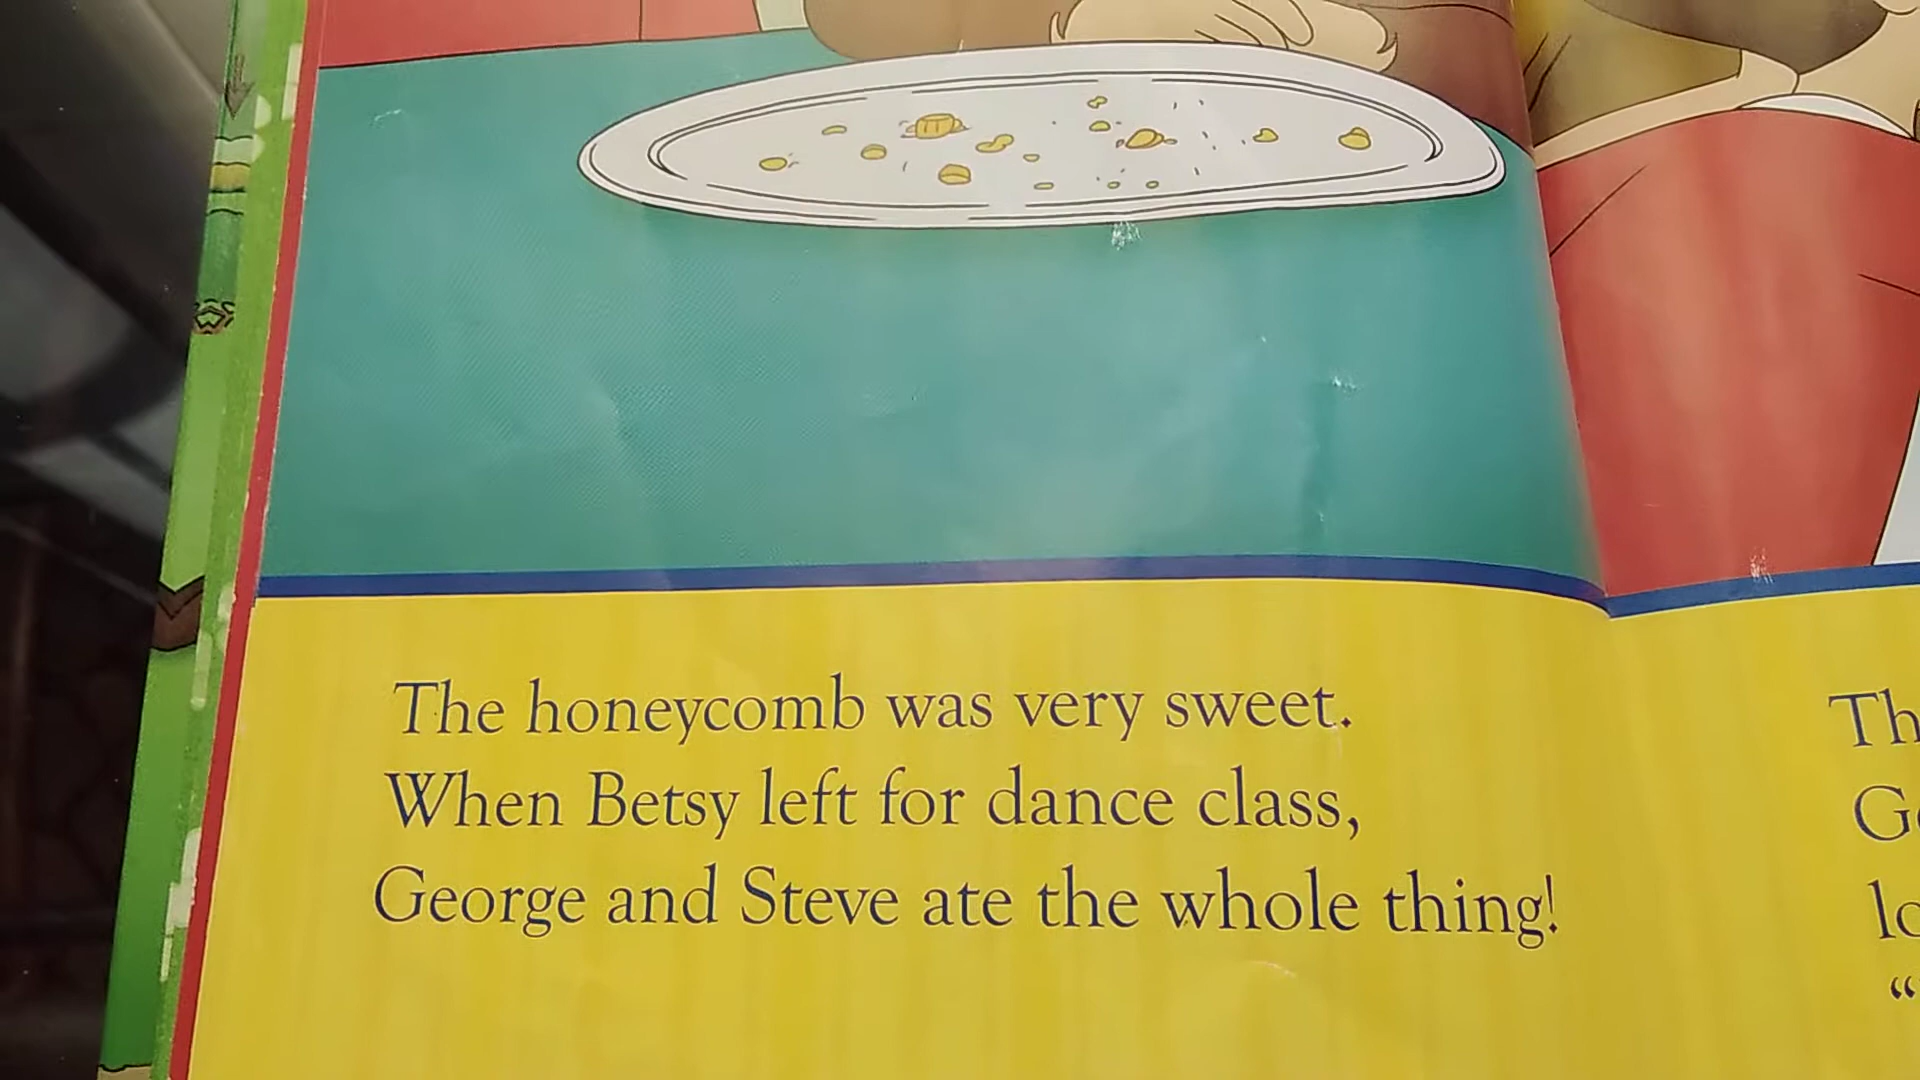 The honeycomb was very sweet.
When Betsy left for dance class,
George and Steve ate the whole thing!